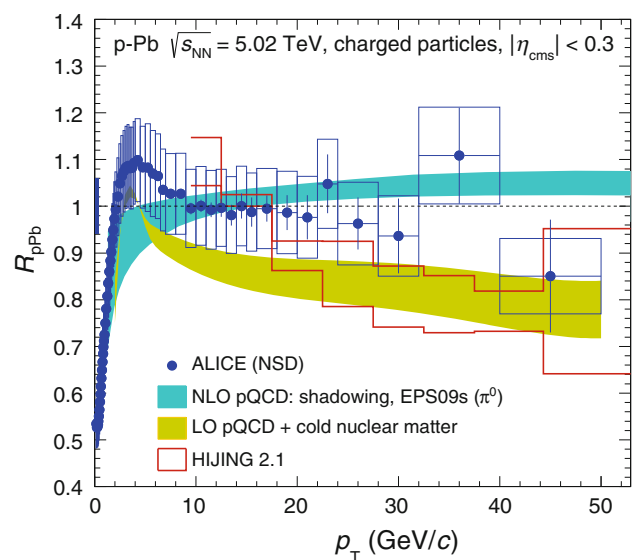 p-Pb √s_NN = 5.02 TeV, charged particles, |η_cms| < 0.3
1.4
1.3
1.2
1.1
1
0.9
0.8
0.7
0.6
0.5
0.4
R_pPb
ALICE (NSD)
NLO pQCD: shadowing, EPS09s (π⁰)
LO pQCD + cold nuclear matter
HIJING 2.1
0 10 20 30 40 50
p_T (GeV/c)